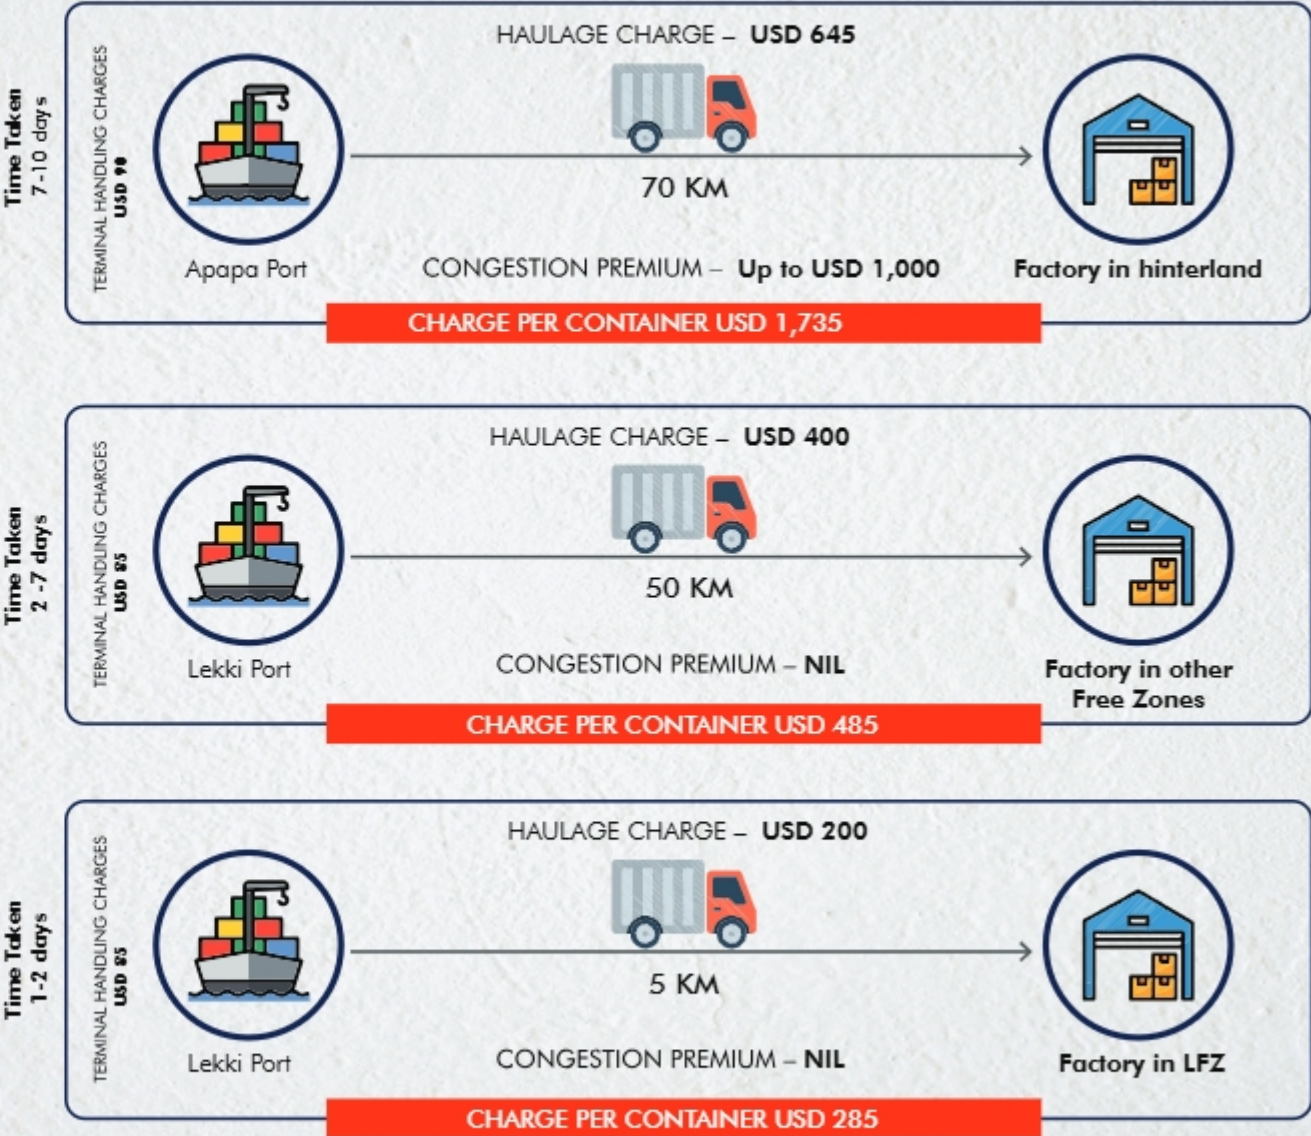 Time Taken
7-10 days
TERMINAL HANDLING CHARGES
USD 90
HAULAGE CHARGE – USD 645
70 KM
Apapa Port
CONGESTION PREMIUM – Up to USD 1,000
Factory in hinterland
CHARGE PER CONTAINER USD 1,735
Time Taken
2 -7 days
TERMINAL HANDLING CHARGES
USD 85
HAULAGE CHARGE – USD 400
50 KM
Lekki Port
CONGESTION PREMIUM – NIL
Factory in other
Free Zones
CHARGE PER CONTAINER USD 485
Time Taken
1-2 days
TERMINAL HANDLING CHARGES
USD 85
HAULAGE CHARGE – USD 200
5 KM
Lekki Port
CONGESTION PREMIUM – NIL
Factory in LFZ
CHARGE PER CONTAINER USD 285